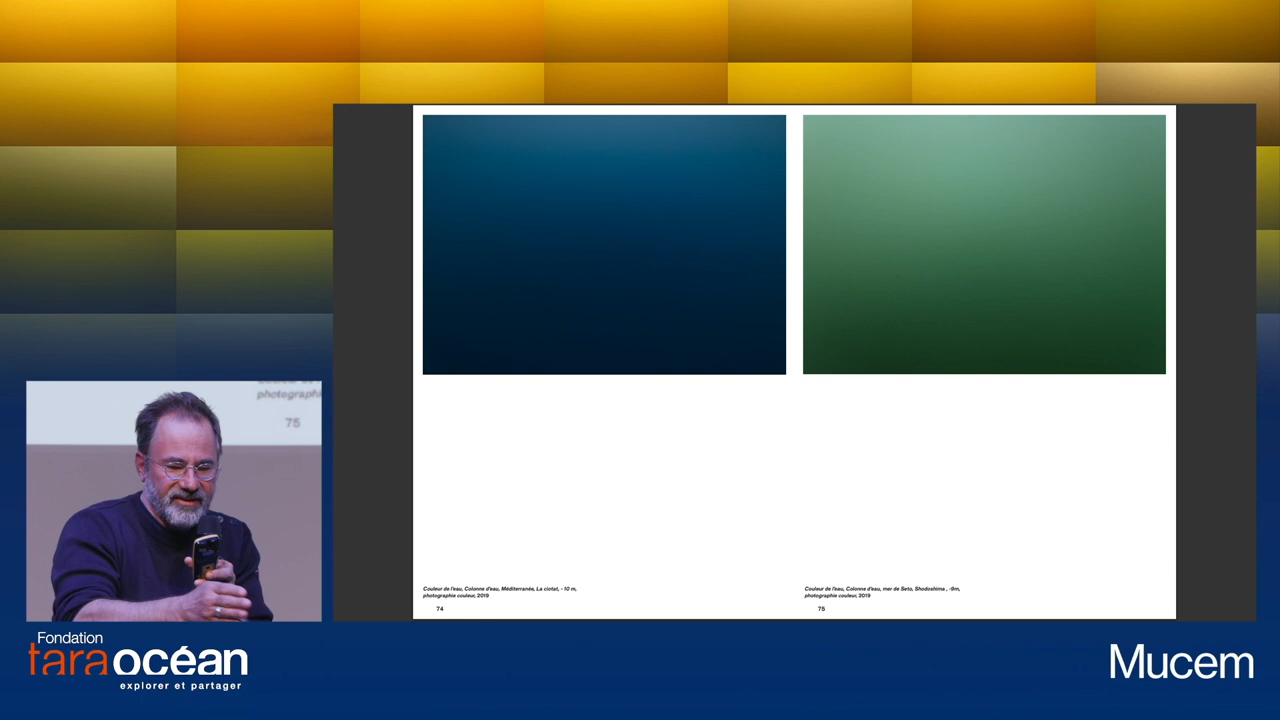 Couleur de l'eau, Colonne d'eau, Méditerranée, La ciotat, - 10 m,
photographie couleur, 2019
74
Couleur de l'eau, Colonne d'eau, mer de Seto, Shodoshima , -9m,
photographie couleur, 2019
75
photographi
75
Fondation
taraocéan
explorer et partager
Mucem